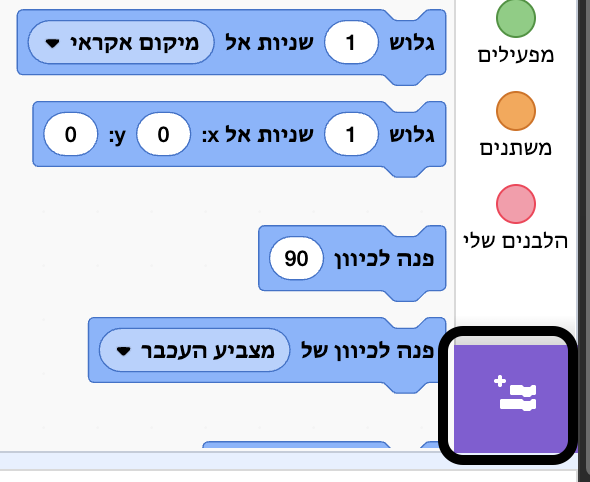 גלוש 1 שניות אל מיקום אקראי
גלוש 1 שניות אל x: 0 y: 0
פנה לכיוון 90
פנה לכיוון של מצביע העכבר
מפעילים
משתנים
הלבנים שלי